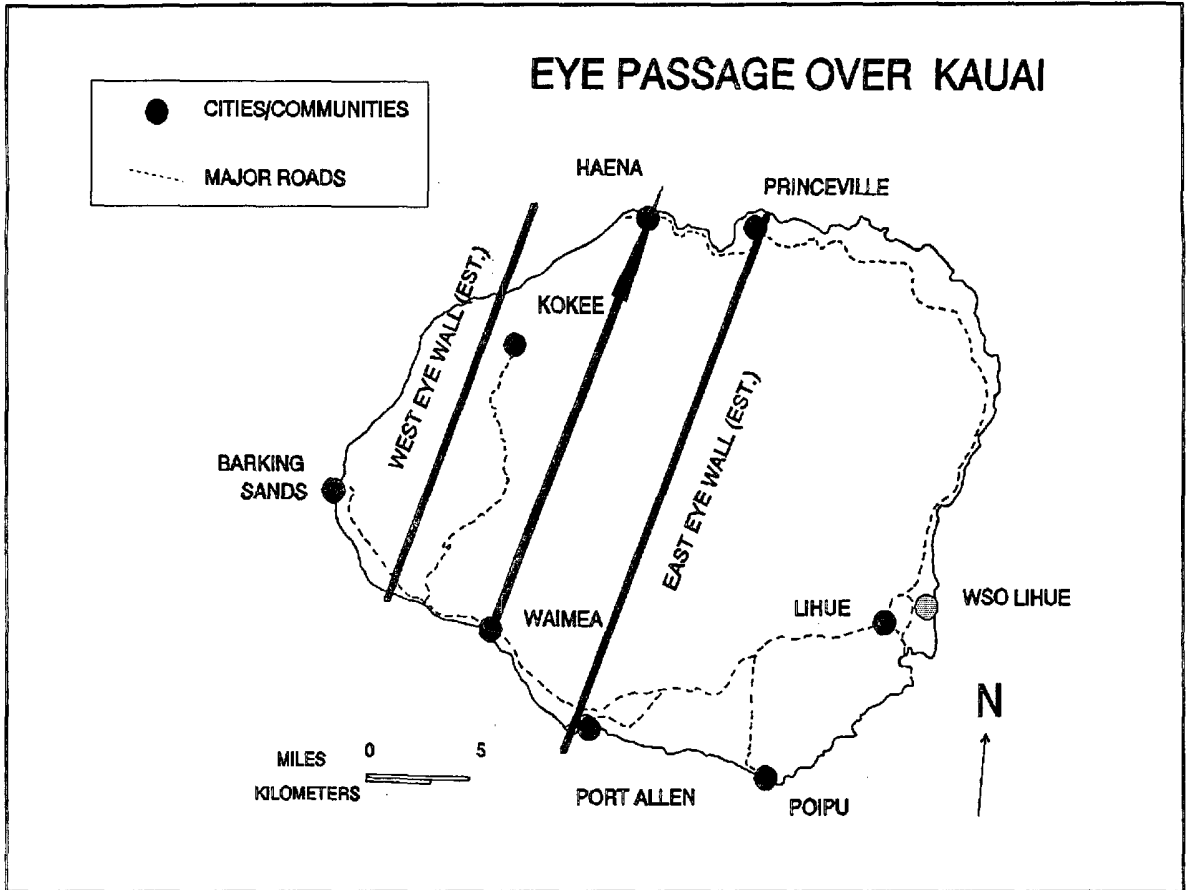 EYE PASSAGE OVER KAUAI
CITIES/COMMUNITIES
MAJOR ROADS
HAENA
PRINCEVILLE
KOKEE
WEST EYE WALL (EST.)
EAST EYE WALL (EST.)
BARKING
SANDS
WAIMEA
LIHUE
WSO LIHUE
N
MILES 0 5
KILOMETERS
PORT ALLEN
POIPU